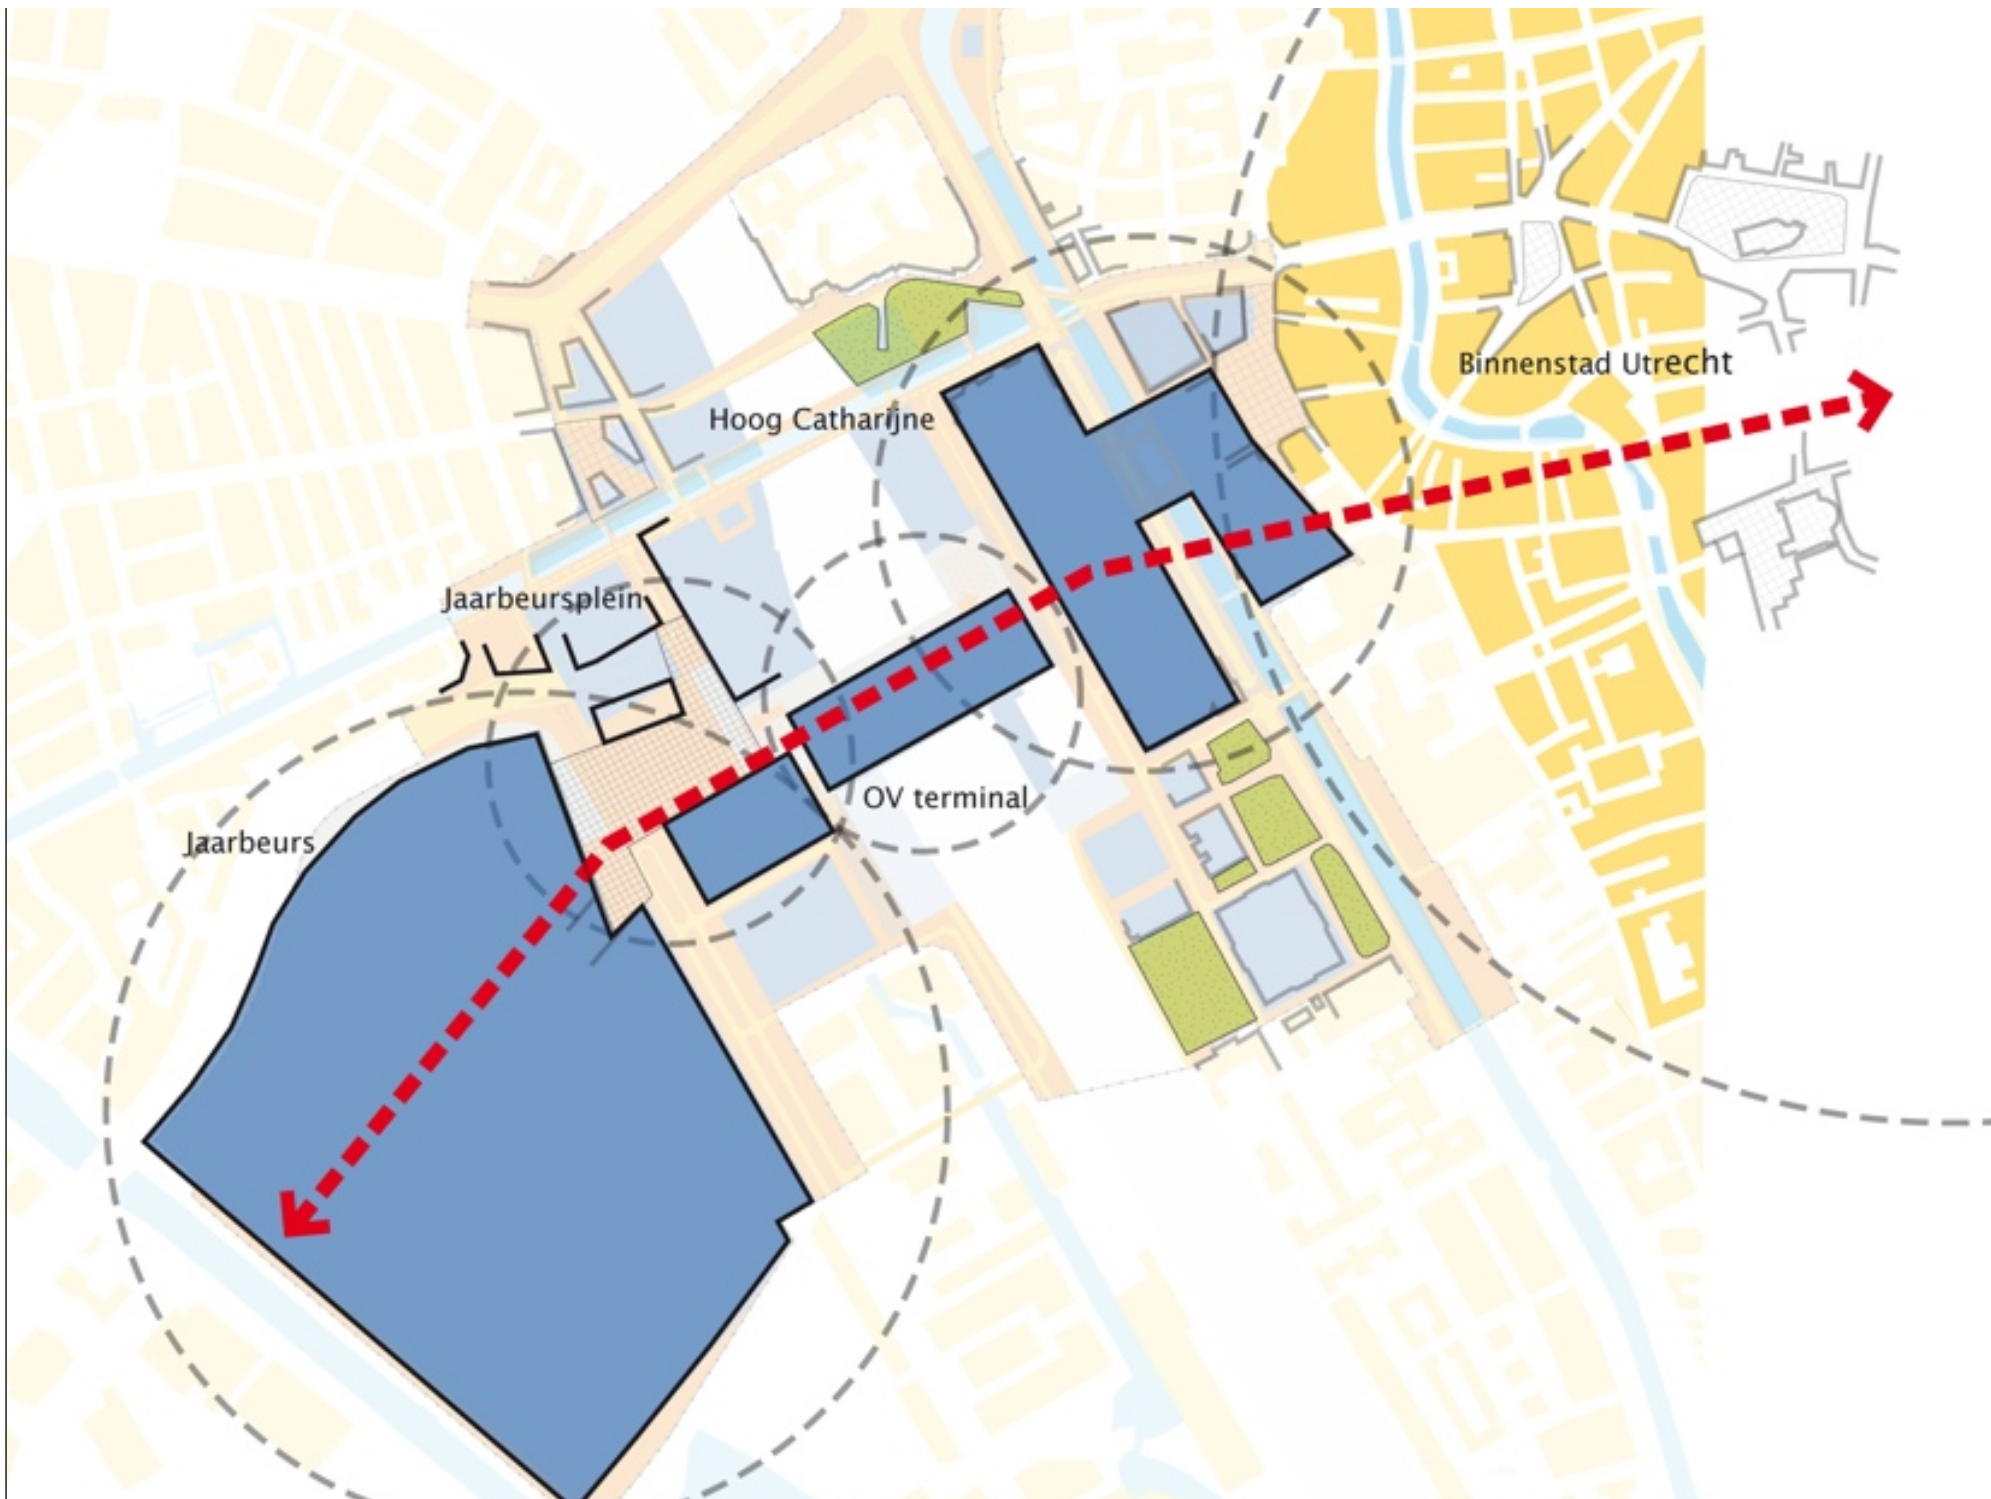 Binnenstad Utrecht
Hoog Catharijne
Jaarbeursplein
OV terminal
Jaarbeurs